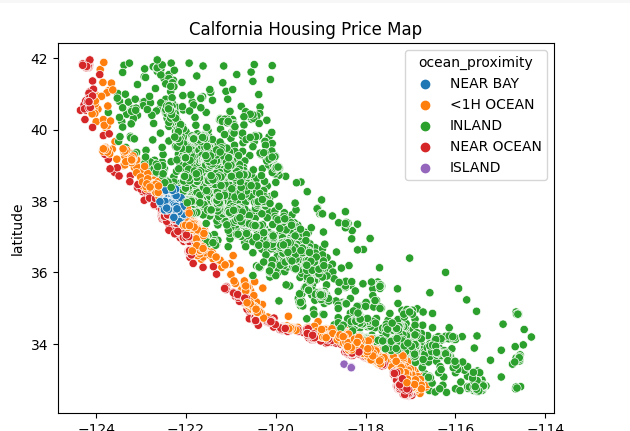 Calfornia Housing Price Map
ocean_proximity
NEAR BAY
<1H OCEAN
INLAND
NEAR OCEAN
ISLAND
42
40
38
36
34
latitude
−124
−122
−120
−118
−116
−114